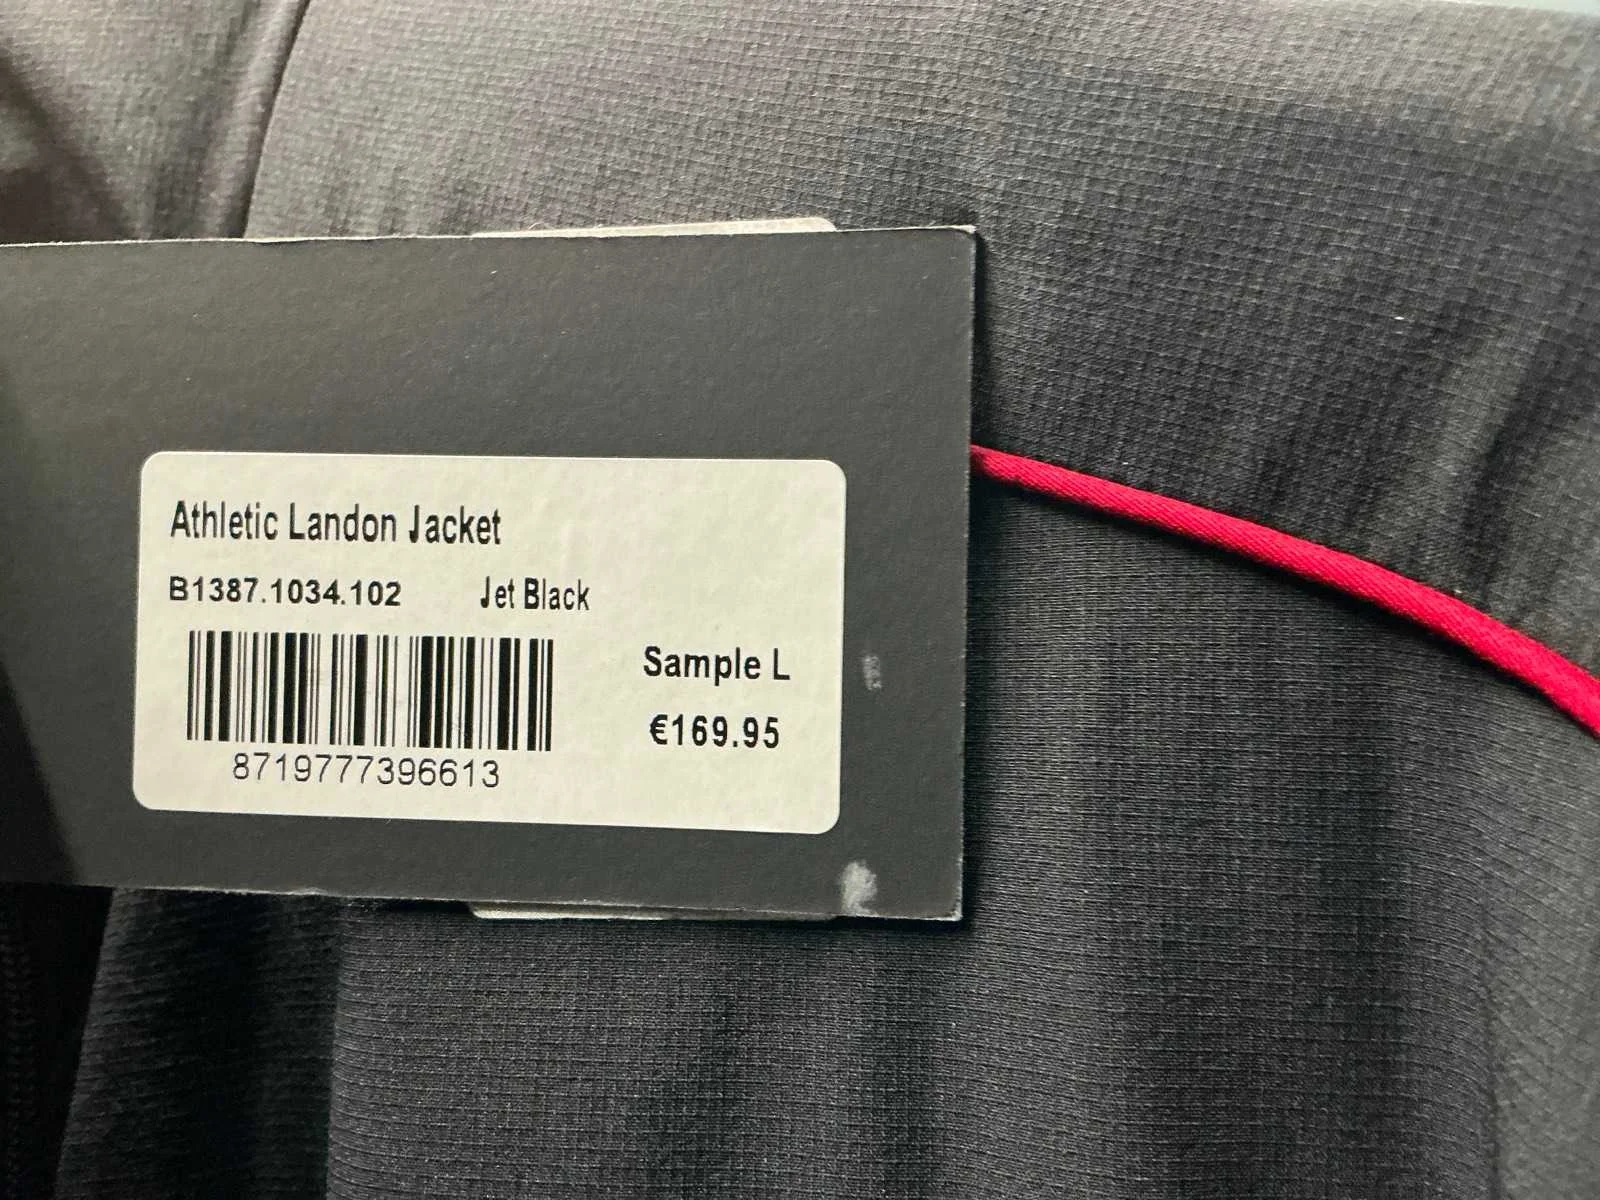 Athletic Landon Jacket
B1387.1034.102 Jet Black
Sample L
€169.95
8719777396613